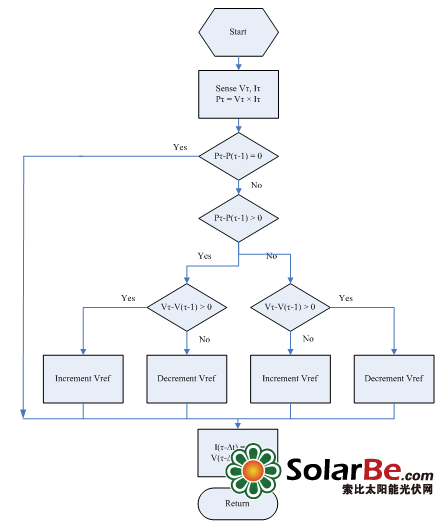 Start
Sense Vτ, Iτ
Pτ = Vτ × Iτ
Yes
Pτ-P(τ-1) = 0
No
Pτ-P(τ-1) > 0
Yes
No
Yes
Vτ-V(τ-1) > 0
Vτ-V(τ-1) > 0
Yes
No
No
Increment Vref
Decrement Vref
Increment Vref
Decrement Vref
I(τ-Δt) =
V(τ-Δ
SolarBe.com
索比太阳能光伏网
Return